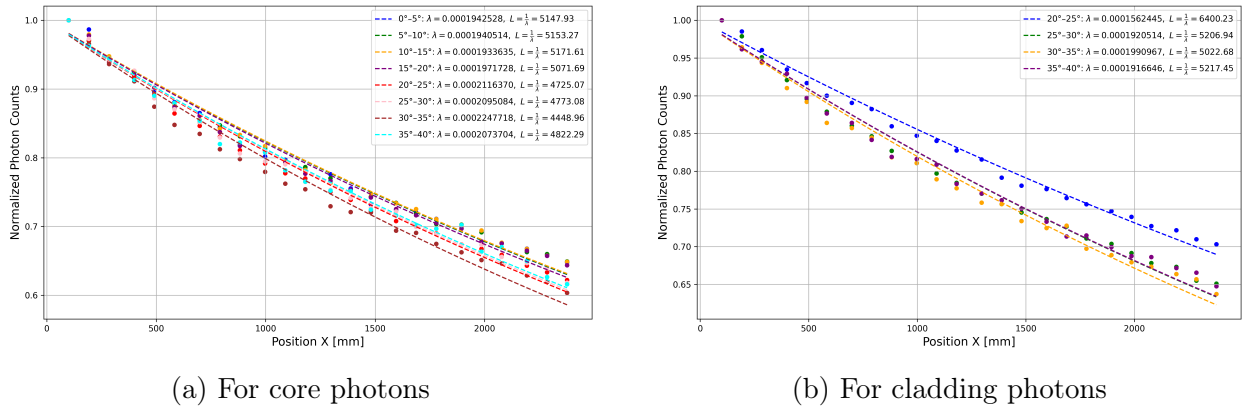 1.0
0.9
0.8
0.7
0.6
0
500
1000
1500
2000
Normalized Photon Counts
Position X [mm]
0°–5°: λ = 0.0001942528, L = 1/λ = 5147.93
5°–10°: λ = 0.0001940514, L = 1/λ = 5153.27
10°–15°: λ = 0.0001933635, L = 1/λ = 5171.61
15°–20°: λ = 0.0001971728, L = 1/λ = 5071.69
20°–25°: λ = 0.0002116370, L = 1/λ = 4725.07
25°–30°: λ = 0.0002095084, L = 1/λ = 4773.08
30°–35°: λ = 0.0002247718, L = 1/λ = 4448.96
35°–40°: λ = 0.0002073704, L = 1/λ = 4822.29
(a) For core photons
1.00
0.95
0.90
0.85
0.80
0.75
0.70
0.65
0
500
1000
1500
2000
Normalized Photon Counts
Position X [mm]
20°–25°: λ = 0.0001562445, L = 1/λ = 6400.23
25°–30°: λ = 0.0001920514, L = 1/λ = 5206.94
30°–35°: λ = 0.0001990967, L = 1/λ = 5022.68
35°–40°: λ = 0.0001916646, L = 1/λ = 5217.45
(b) For cladding photons